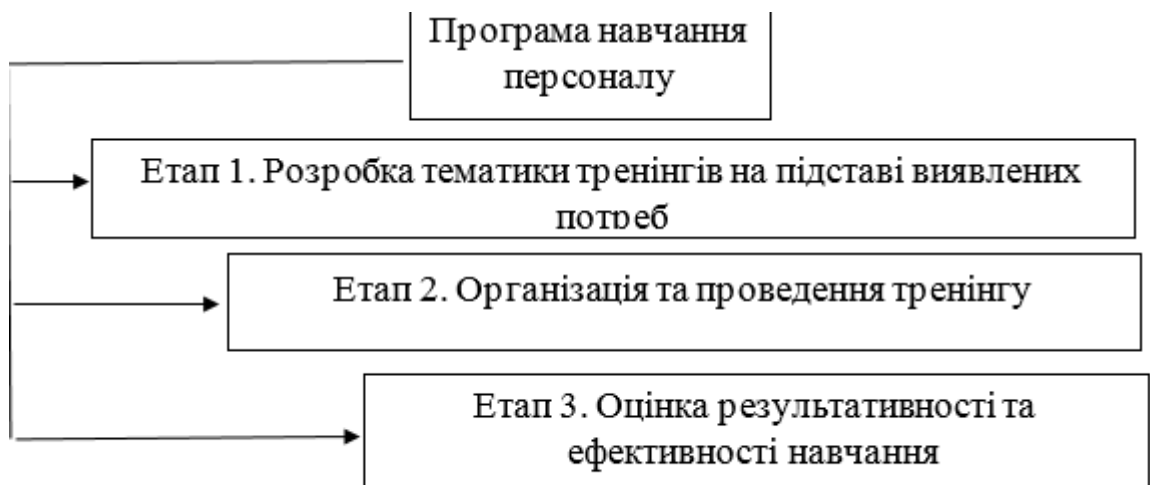 Програма навчання
персоналу
Етап 1. Розробка тематики тренінгів на підставі виявлених
потреб
Етап 2. Організація та проведення тренінгу
Етап 3. Оцінка результативності та
ефективності навчання